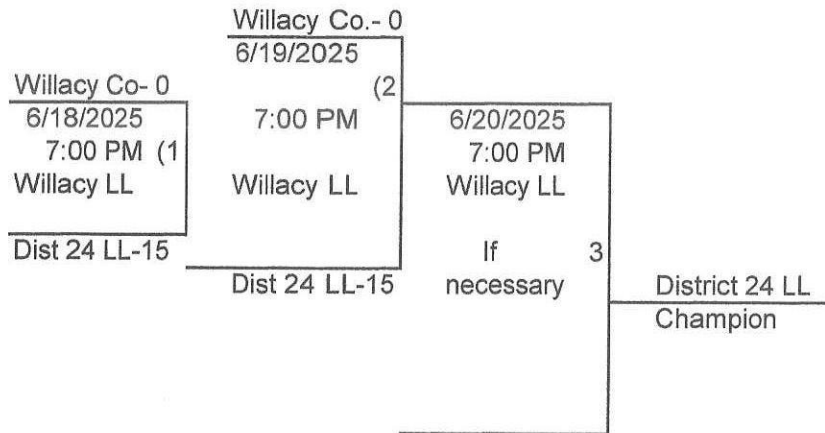 Willacy Co.- 0
6/19/2025
(2
7:00 PM
Willacy LL
Dist 24 LL-15
Willacy Co- 0
6/18/2025
7:00 PM (1
Willacy LL
Dist 24 LL-15
6/20/2025
7:00 PM
Willacy LL
If 3
necessary
District 24 LL
Champion